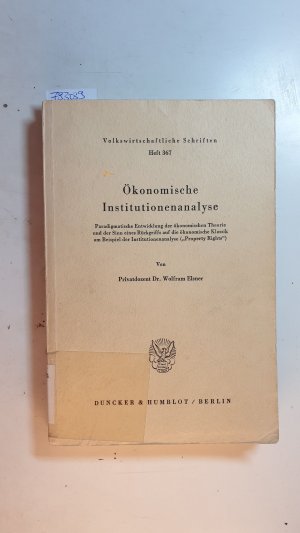 793039
Volkswirtschaftliche Schriften
Heft 367
Ökonomische
Institutionenanalyse
Paradigmatische Entwicklung der ökonomischen Theorie
und der Sinn eines Rückgriffs auf die ökonomische Klassik
am Beispiel der Institutionenanalyse („Property Rights“)
Von
Privatdozent Dr. Wolfram Elsner
DUNCKER & HUMBLOT / BERLIN